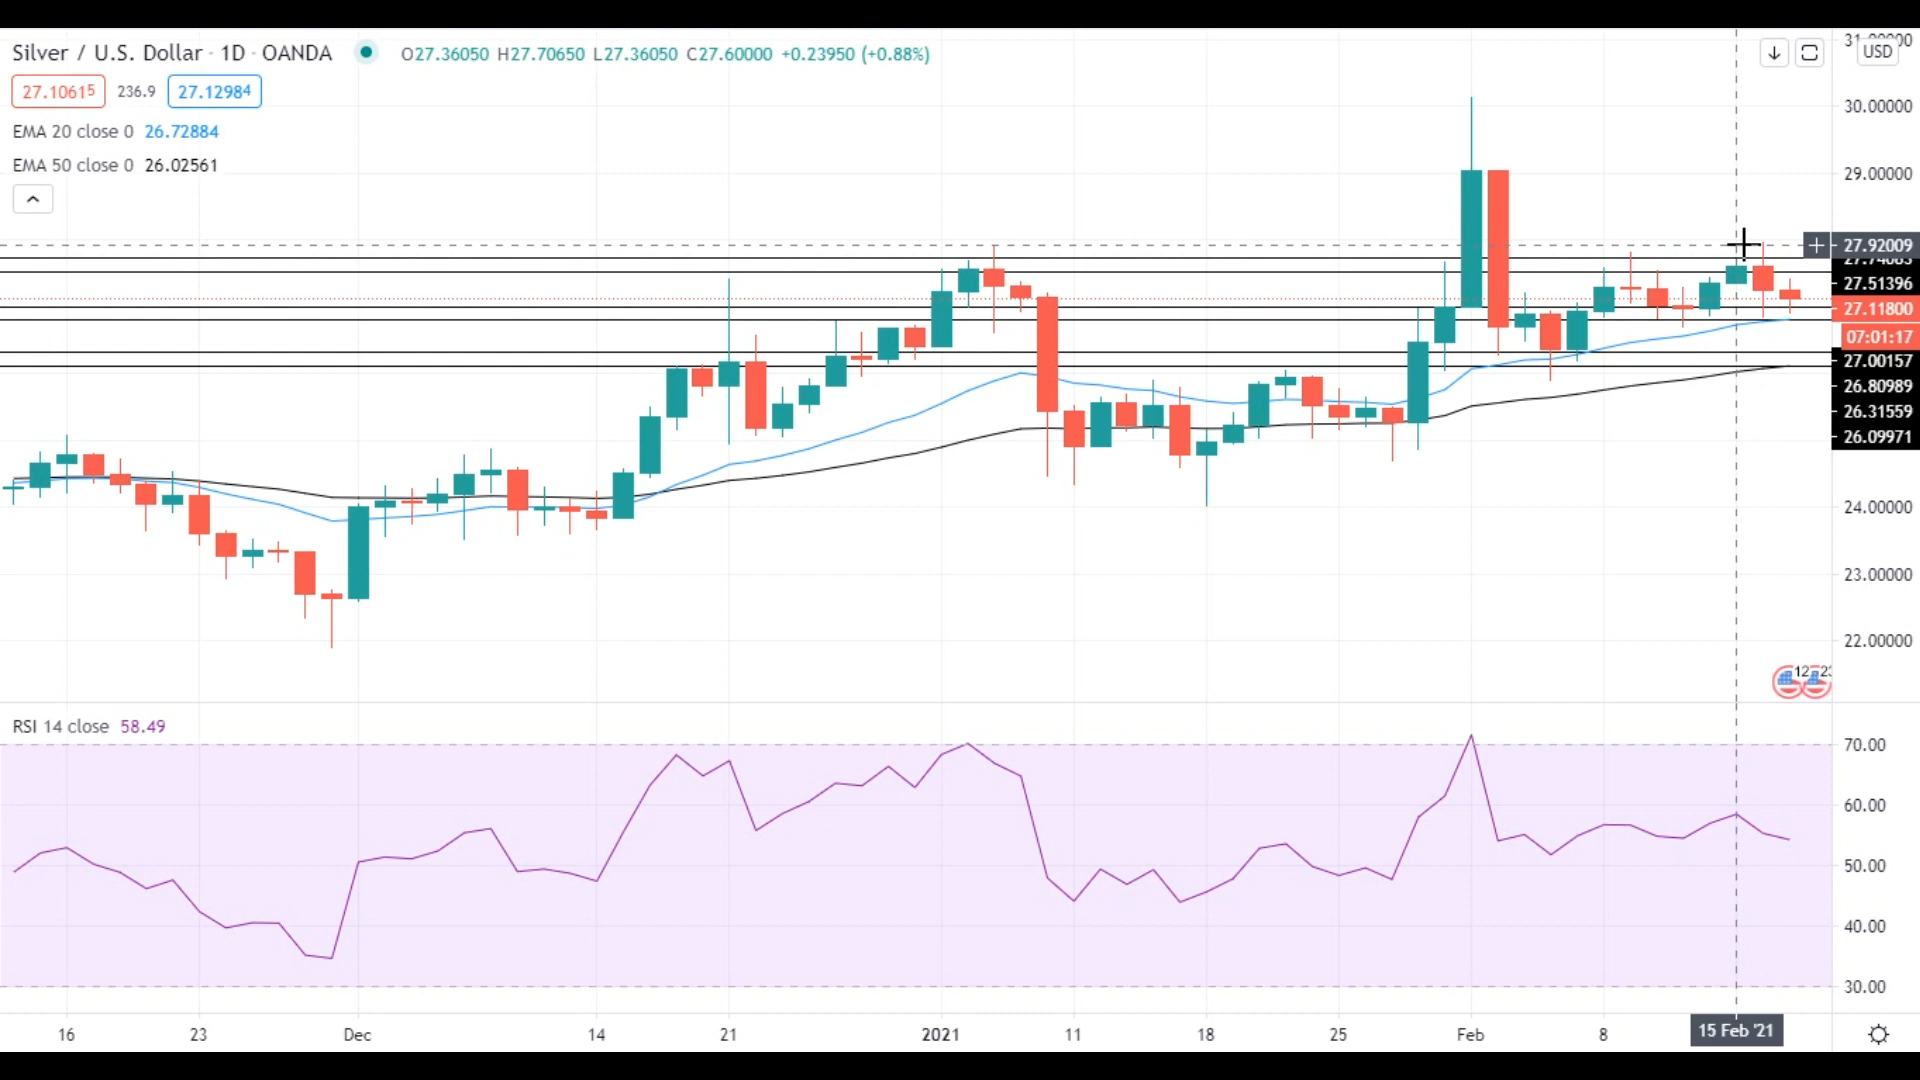 Silver / U.S. Dollar · 1D · OANDA O27.36050 H27.70650 L27.36050 C27.60000 +0.23950 (+0.88%)
27.10615 236.9 27.12984
EMA 20 close 0 26.72884
EMA 50 close 0 26.02561
USD
31.00000
30.00000
29.00000
27.92009
27.51396
27.11800
07:01:17
27.00157
26.80989
26.31559
26.09971
24.00000
23.00000
22.00000
RSI 14 close 58.49
70.00
60.00
50.00
40.00
30.00
16 23 Dec 14 21 2021 11 18 25 Feb 8 15 Feb '21